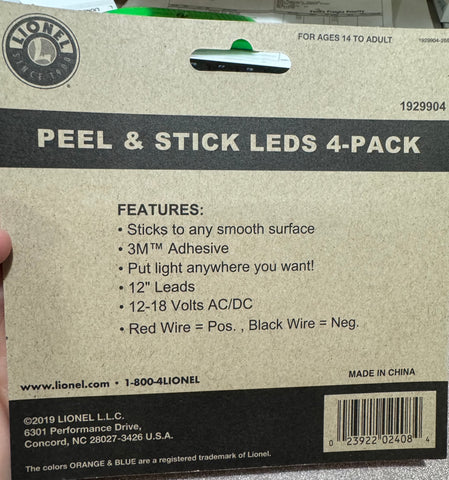 Fastla Freight Priority
LIONEL
SINCE 1900
FOR AGES 14 TO ADULT
1929904
PEEL & STICK LEDS 4-PACK
FEATURES:
• Sticks to any smooth surface
• 3M™ Adhesive
• Put light anywhere you want!
• 12" Leads
• 12-18 Volts AC/DC
• Red Wire = Pos. , Black Wire = Neg.
MADE IN CHINA
www.lionel.com • 1-800-4LIONEL
©2019 LIONEL L.L.C.
6301 Performance Drive,
Concord, NC 28027-3426 U.S.A.
The colors ORANGE & BLUE are a registered trademark of Lionel.
0 23922 02408 4